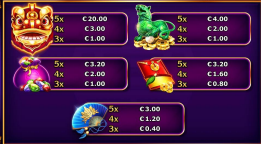 5x €20.00
4x €3.00
3x €1.00
5x €4.00
4x €2.00
3x €1.00
5x €3.20
4x €2.00
3x €1.00
5x €3.20
4x €1.60
3x €0.80
5x €3.00
4x €1.20
3x €0.40